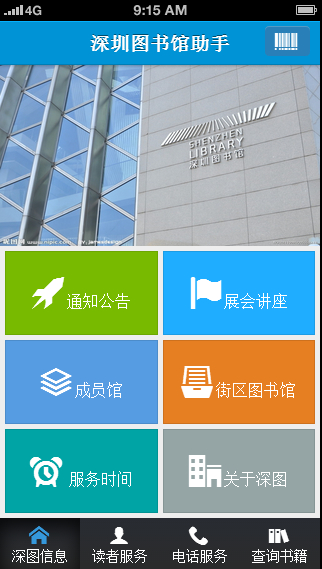 4G 9:15 AM
深圳图书馆助手
SHENZHEN
LIBRARY
深圳图书馆
昵图网 www.nipic.com
通知公告 展会讲座
成员馆 街区图书馆
服务时间 关于深图
深图信息 读者服务 电话服务 查询书籍